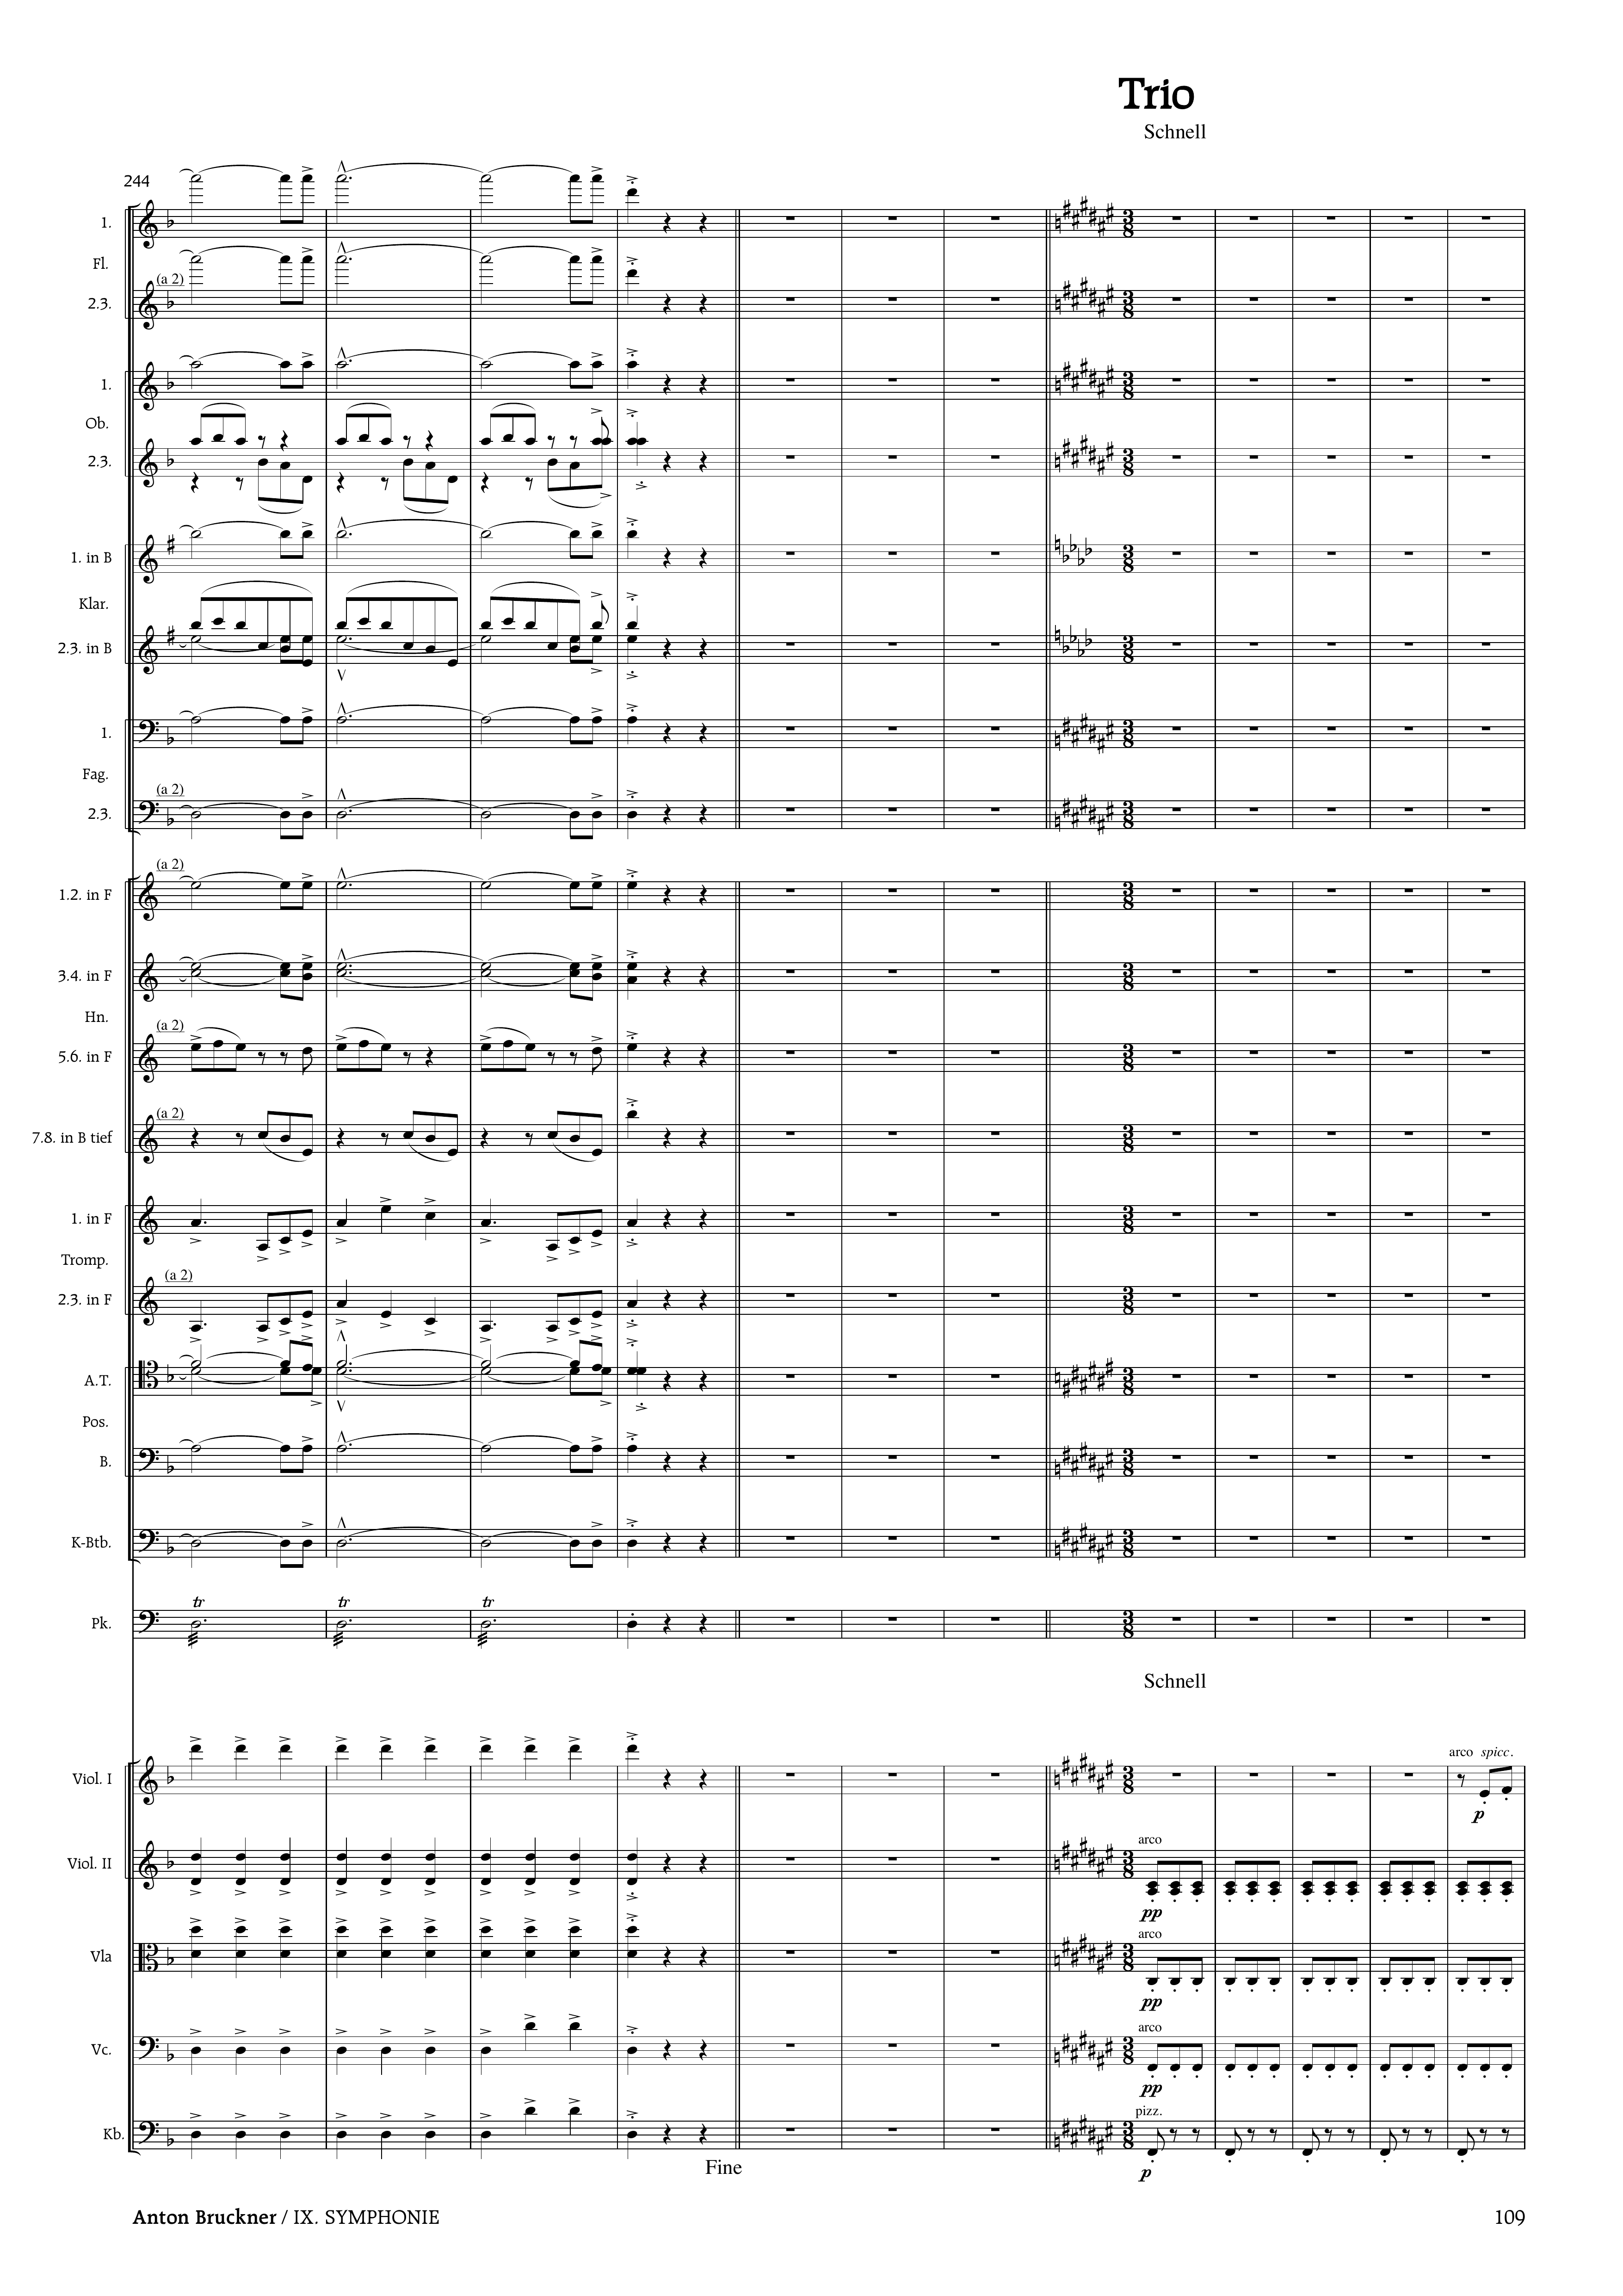 Trio
Schnell
244
1.
Fl.
(a 2)
2.3.
1.
Ob.
2.3.
1. in B
Klar.
2.3. in B
1.
Fag.
(a 2)
2.3.
(a 2)
1.2. in F
3.4. in F
Hn.
(a 2)
5.6. in F
(a 2)
7.8. in B tief
1. in F
Tromp.
(a 2)
2.3. in F
A.T.
Pos.
B.
K-Btb.
tr tr tr
Pk.
Schnell
arco spicc.
Viol. I
p
arco
Viol. II
pp
arco
Vla
pp
arco
Vc.
pp
pizz.
Kb.
p
Fine
Anton Bruckner / IX. SYMPHONIE
109